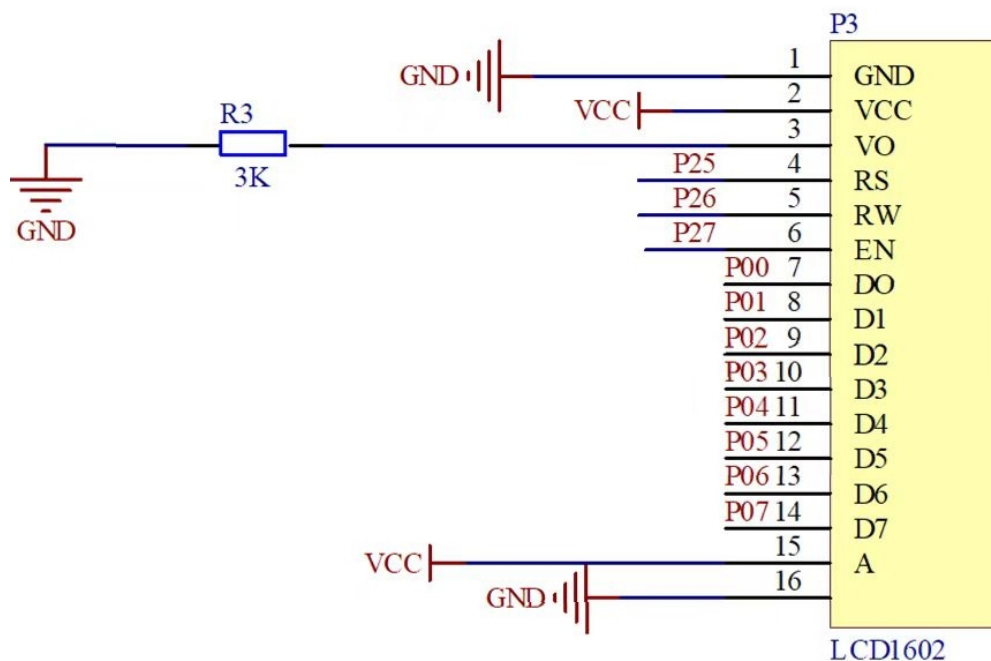 P3
1
GND GND
2
VCC VCC
R3 3 VO
3K
GND
P25 4 RS
P26 5 RW
P27 6 EN
P00 7 DO
P01 8 D1
P02 9 D2
P03 10 D3
P04 11 D4
P05 12 D5
P06 13 D6
P07 14 D7
15
VCC A
16
GND
LCD1602